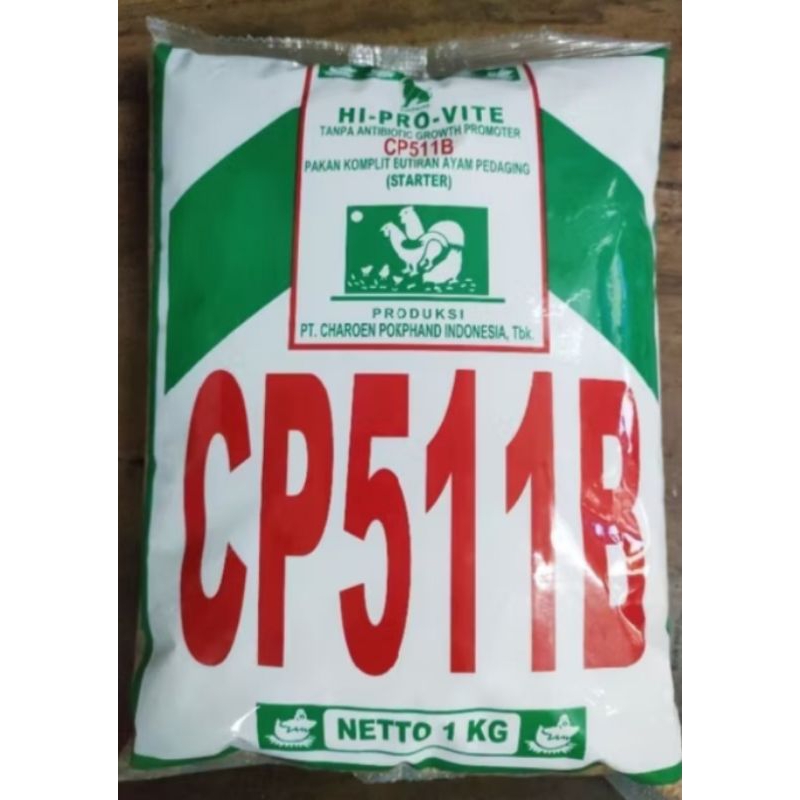 HI-PRO-VITE
TANPA ANTIBIOTIC GROWTH PROMOTER
CP511B
PAKAN KOMPLIT BUTIRAN AYAM PEDAGING
(STARTER)
PRODUKSI
PT. CHAROEN POKPHAND INDONESIA, Tbk.
CP511B
NETTO 1 KG